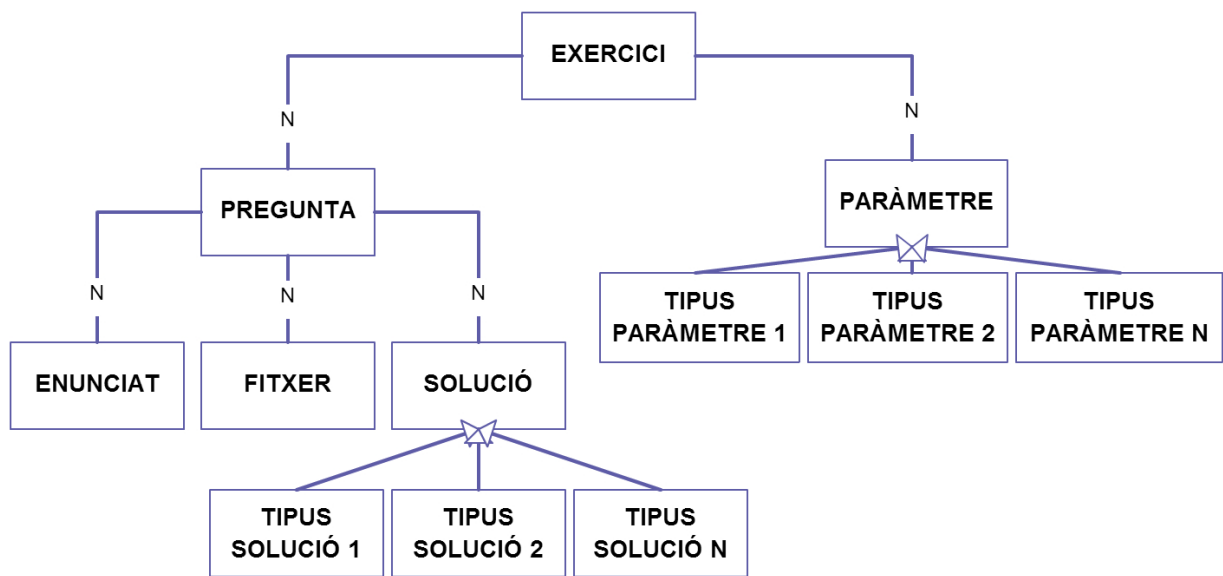 EXERCICI
N
N
PREGUNTA
PARÀMETRE
N
N
N
TIPUS
PARÀMETRE 1
TIPUS
PARÀMETRE 2
TIPUS
PARÀMETRE N
ENUNCIAT
FITXER
SOLUCIÓ
TIPUS
SOLUCIÓ 1
TIPUS
SOLUCIÓ 2
TIPUS
SOLUCIÓ N